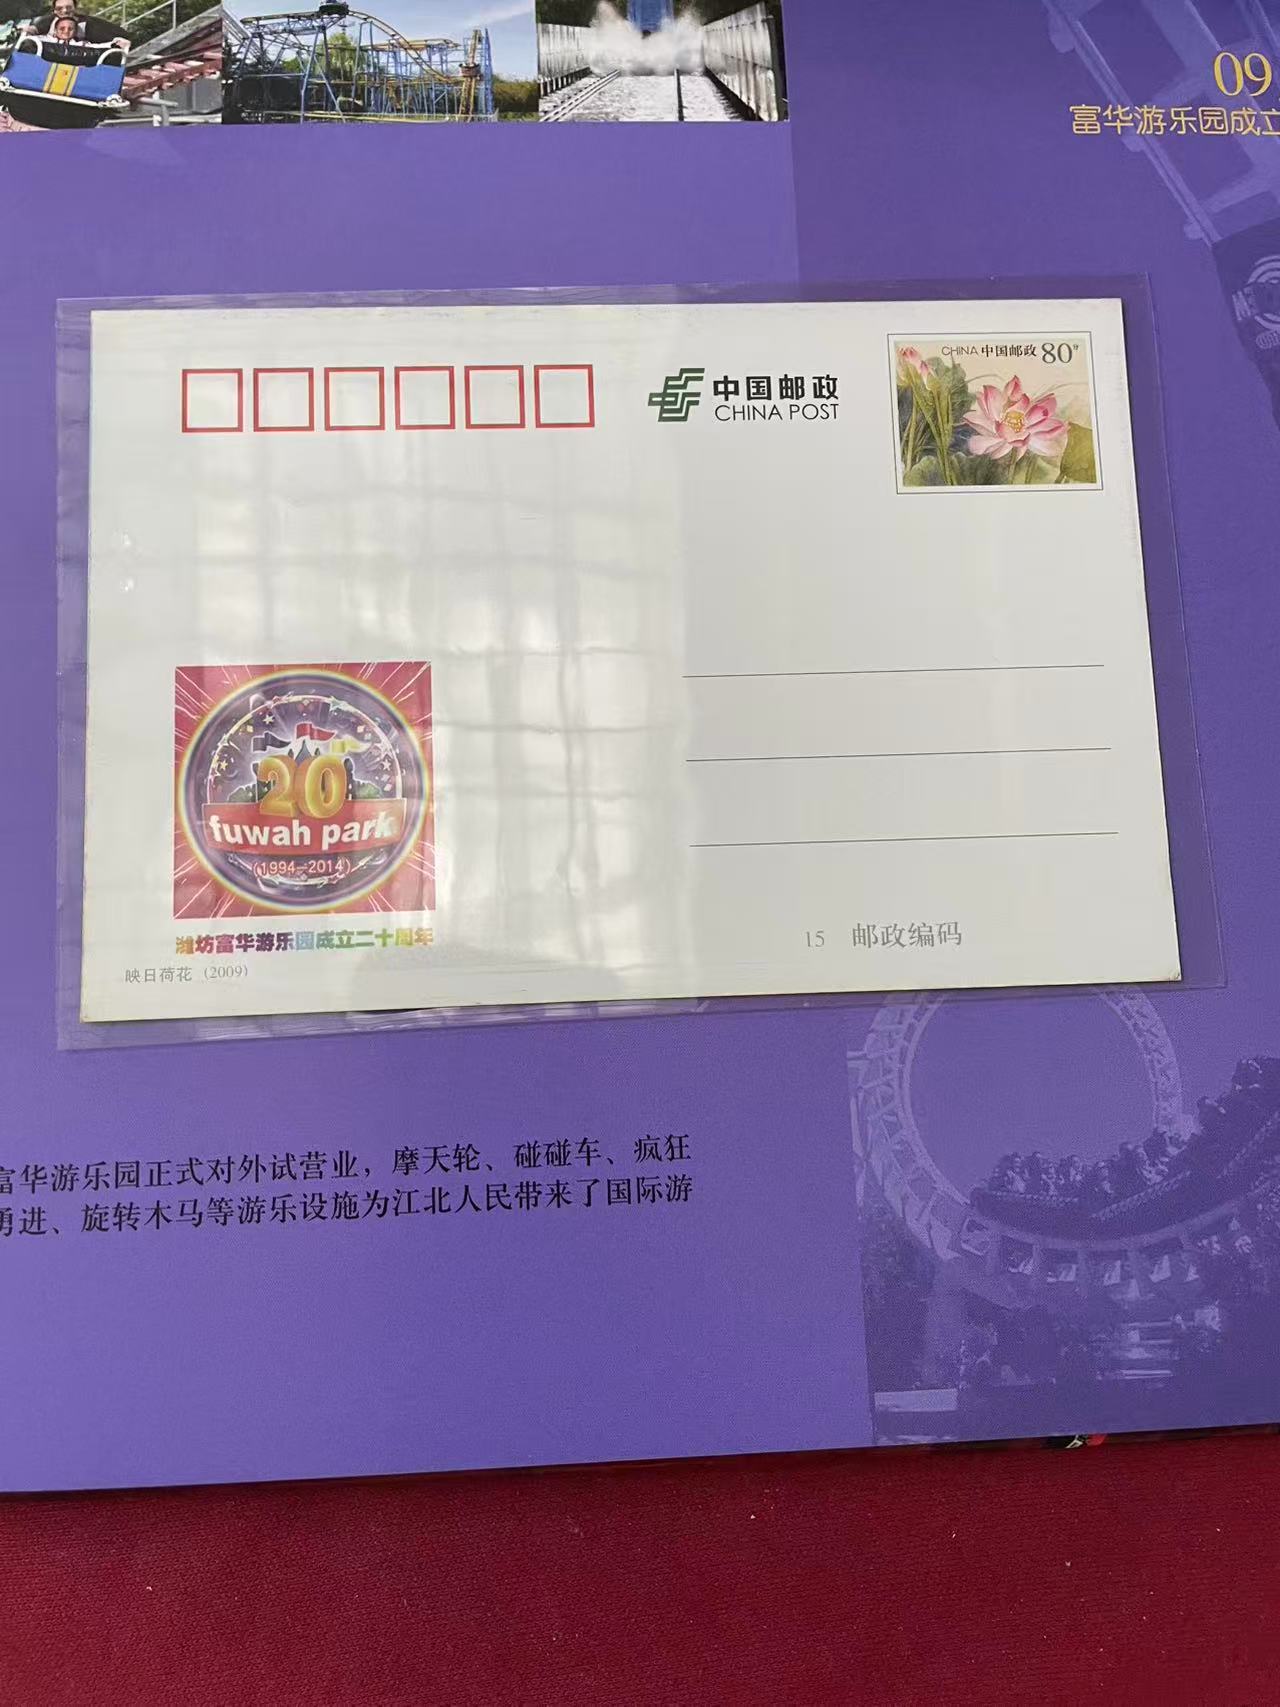 09
富华游乐园成立
CHINA 中国邮政 80分
中国邮政
CHINA POST
20
fuwah park
(1994—2014)
潍坊富华游乐园成立二十周年
映日荷花 (2009)
15 邮政编码
富华游乐园正式对外试营业，摩天轮、碰碰车、疯狂
勇进、旋转木马等游乐设施为江北人民带来了国际游